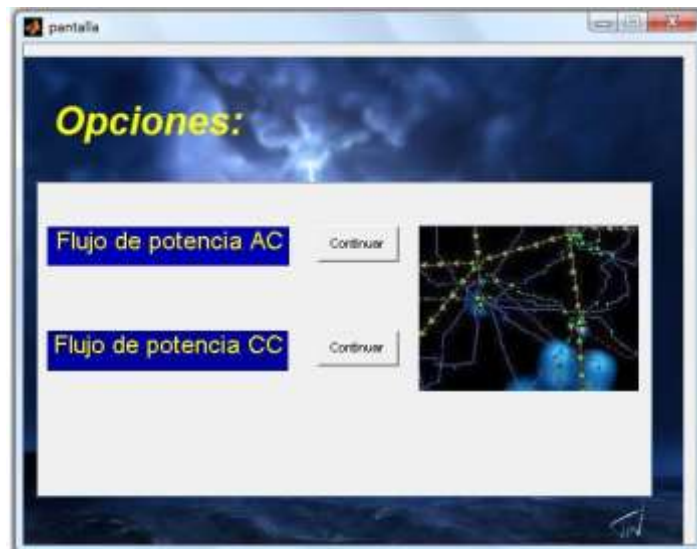 pantalla
Opciones:
Flujo de potencia AC
Continuar
Flujo de potencia CC
Continuar